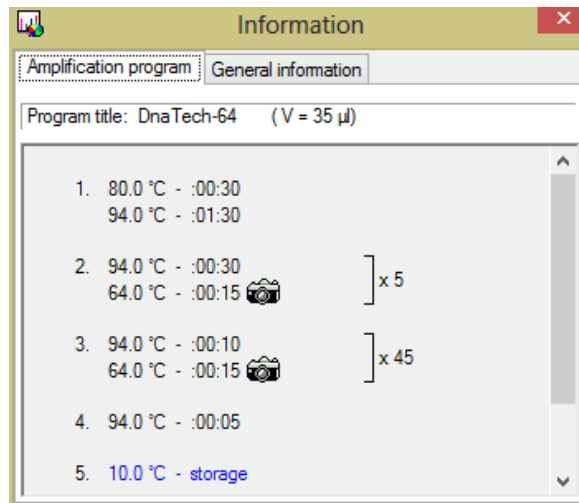 Information
Amplification program General information
Program title: DnaTech-64 ( V = 35 µl)
1. 80.0 °C - :00:30
94.0 °C - :01:30
2. 94.0 °C - :00:30
64.0 °C - :00:15
x 5
3. 94.0 °C - :00:10
64.0 °C - :00:15
x 45
4. 94.0 °C - :00:05
5. 10.0 °C - storage